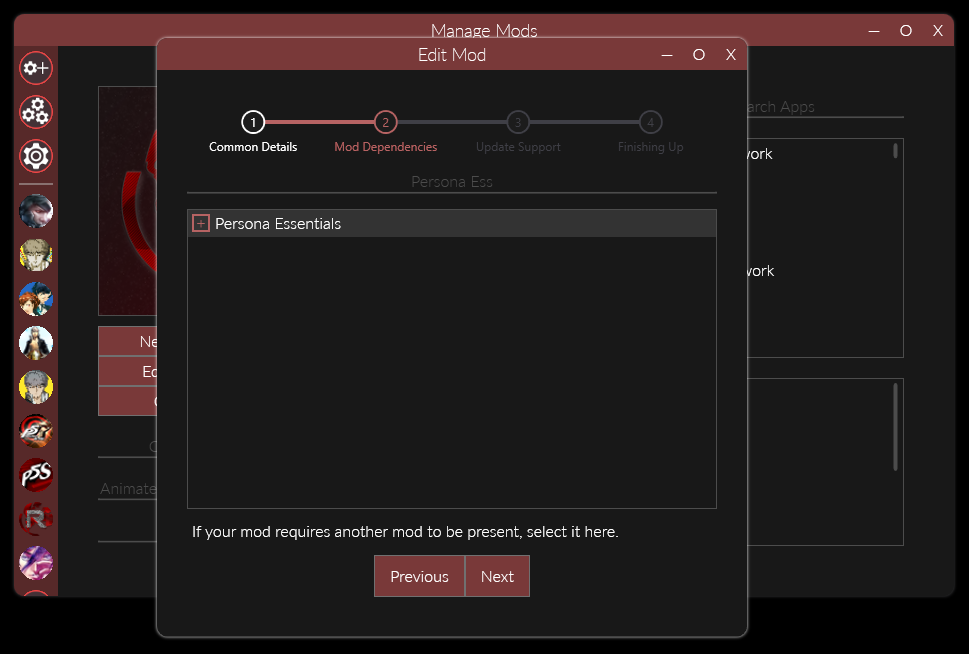 Manage Mods
— O X
Edit Mod
— O X
1 2 3 4
Common Details Mod Dependencies Update Support Finishing Up
Persona Ess
+ Persona Essentials
If your mod requires another mod to be present, select it here.
Previous Next
arch Apps
work
work
Ne
Ed
Animate
P5S
R